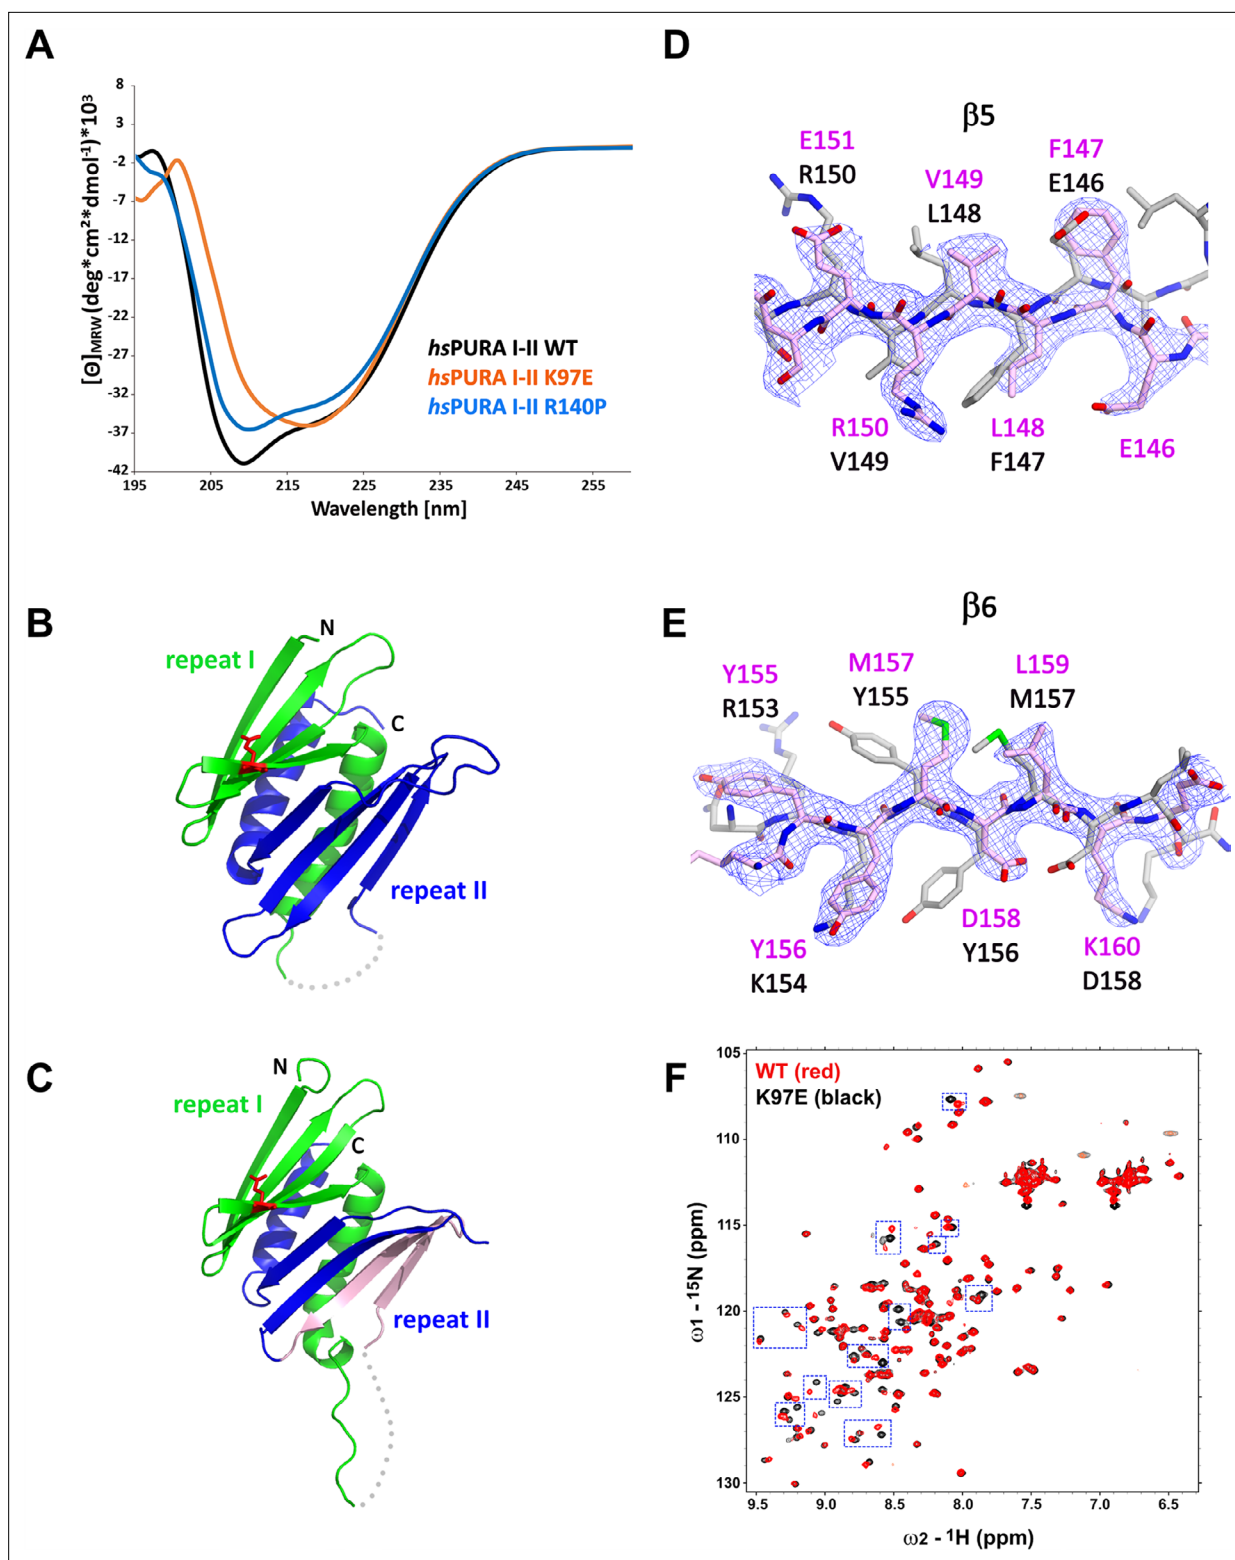 A
8
3
-2
-7
-12
-17
-22
-27
-32
-37
-42
[Θ]MRW (deg*cm²*dmol-1)*10³
195 205 215 225 235 245 255
Wavelength [nm]
hsPURA I-II WT
hsPURA I-II K97E
hsPURA I-II R140P
B
N
repeat I
C
repeat II
C
N
repeat I
C
repeat II
D
β5
E151
R150
V149
L148
F147
E146
R150
V149
L148
F147
E146
E
β6
Y155
R153
M157
Y155
L159
M157
Y156
K154
D158
Y156
K160
D158
F
WT (red)
K97E (black)
105
110
115
120
125
130
ω1 - 15N (ppm)
9.5 9.0 8.5 8.0 7.5 7.0 6.5
ω2 - 1H (ppm)